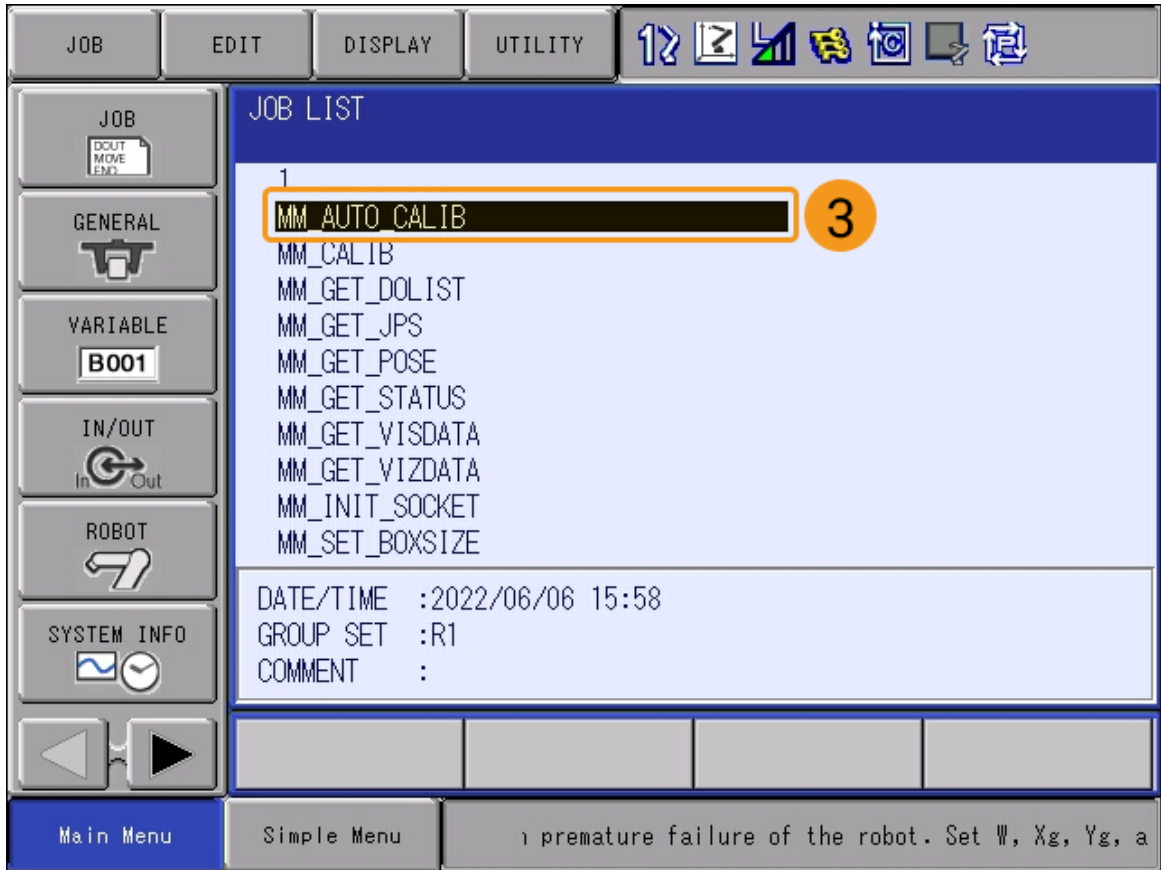 JOB
EDIT
DISPLAY
UTILITY
JOB
DOUT
MOVE
END
GENERAL
VARIABLE
B001
IN/OUT
In Out
ROBOT
SYSTEM INFO
JOB LIST
1
MM_AUTO_CALIB
3
MM_CALIB
MM_GET_DOLIST
MM_GET_JPS
MM_GET_POSE
MM_GET_STATUS
MM_GET_VISDATA
MM_GET_VIZDATA
MM_INIT_SOCKET
MM_SET_BOXSIZE
DATE/TIME :2022/06/06 15:58
GROUP SET :R1
COMMENT :
Main Menu
Simple Menu
premature failure of the robot. Set W, Xg, Yg, a